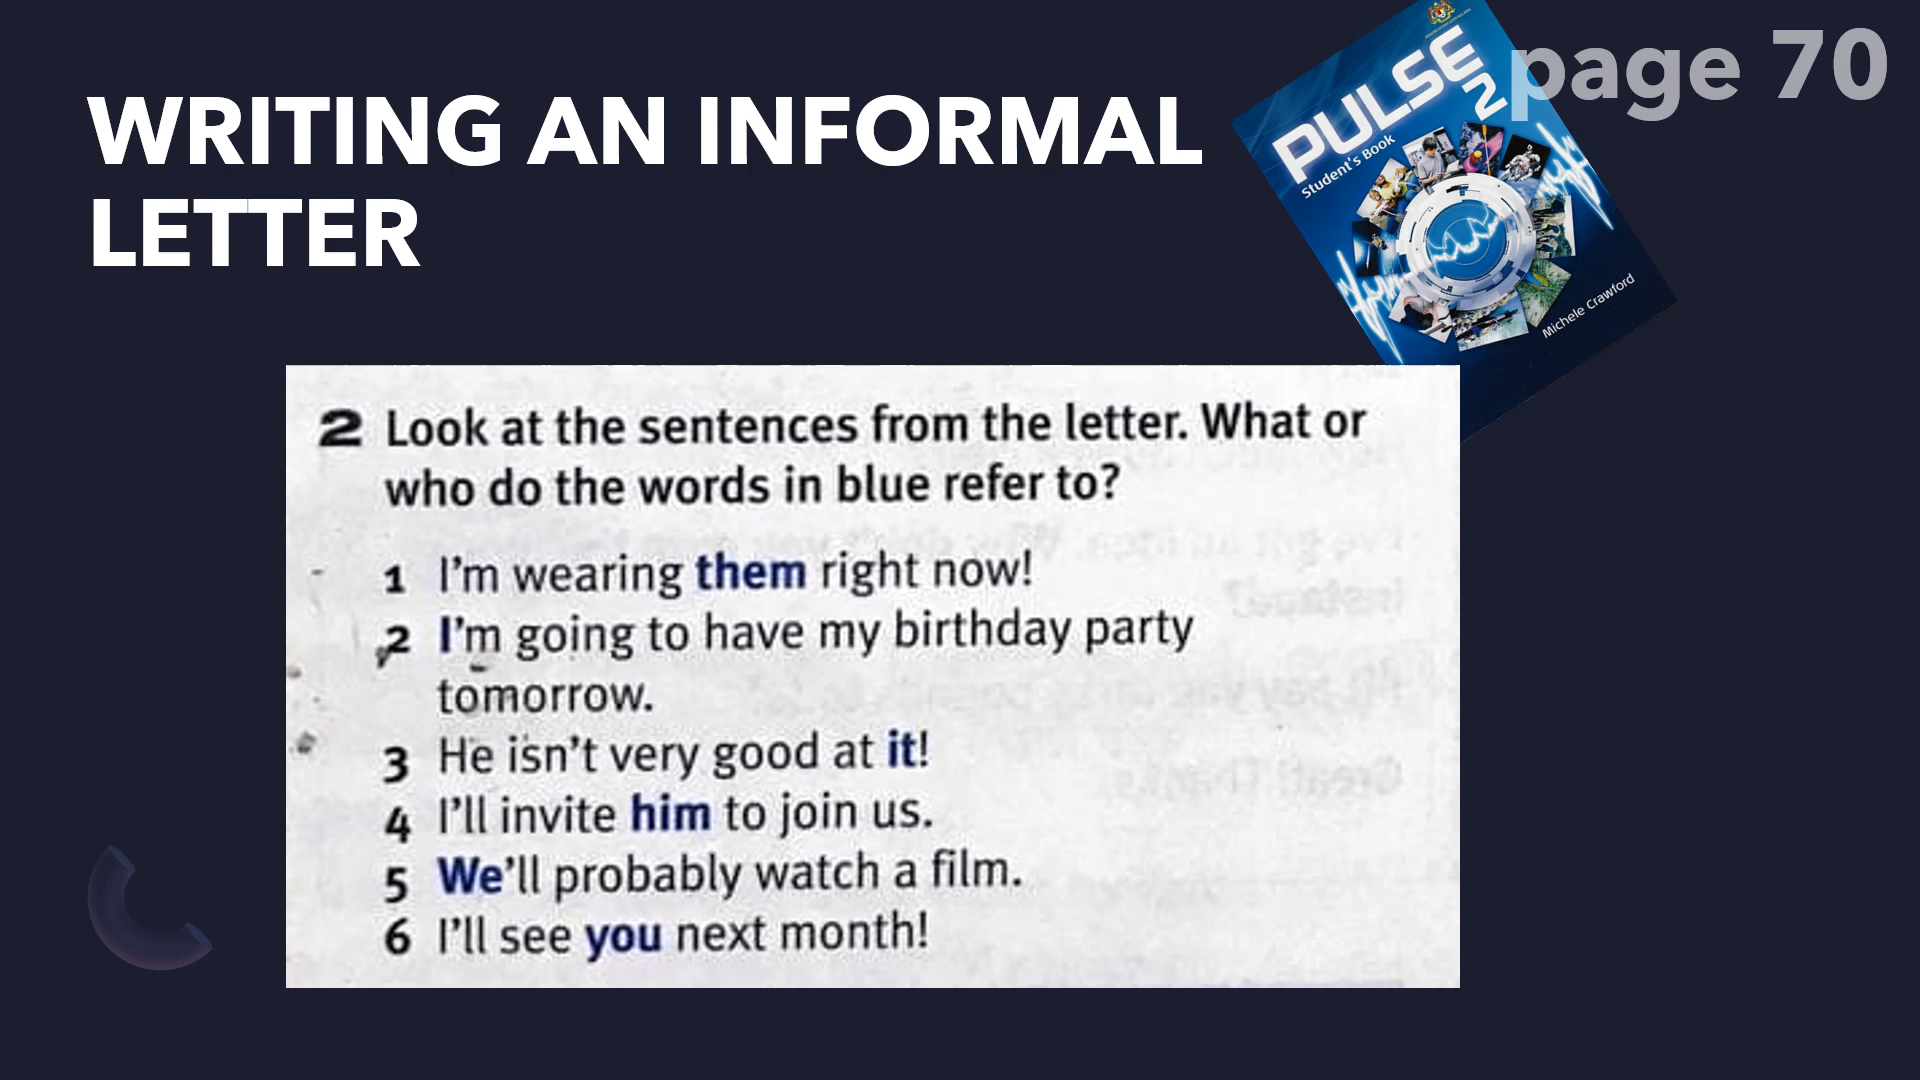 page 70
WRITING AN INFORMAL
LETTER
PULSE
2
Student's Book
Michele Crawford
2 Look at the sentences from the letter. What or
who do the words in blue refer to?
1 I'm wearing them right now!
2 I'm going to have my birthday party
tomorrow.
3 He isn't very good at it!
4 I'll invite him to join us.
5 We'll probably watch a film.
6 I'll see you next month!